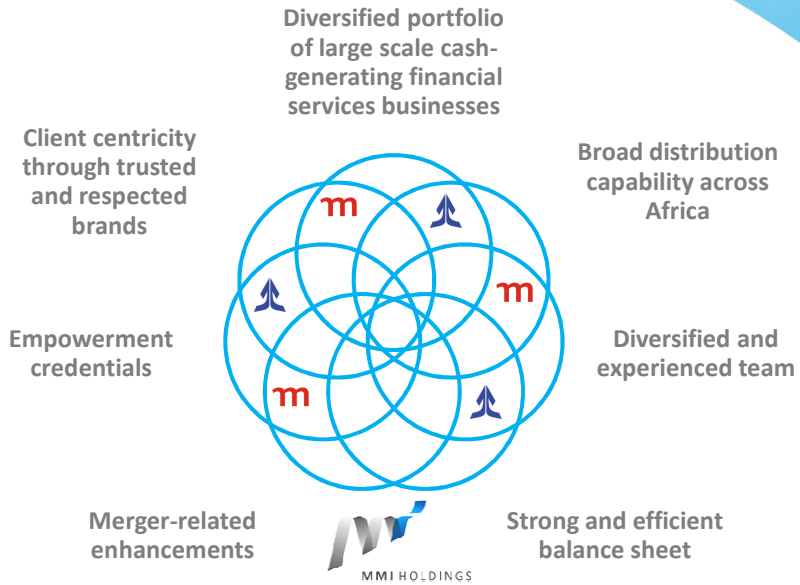 Diversified portfolio
of large scale cash-
generating financial
services businesses
Client centricity
through trusted
and respected
brands
Broad distribution
capability across
Africa
m
m
Empowerment
credentials
Diversified and
experienced team
m
Merger-related
enhancements
Strong and efficient
balance sheet
MMI HOLDINGS